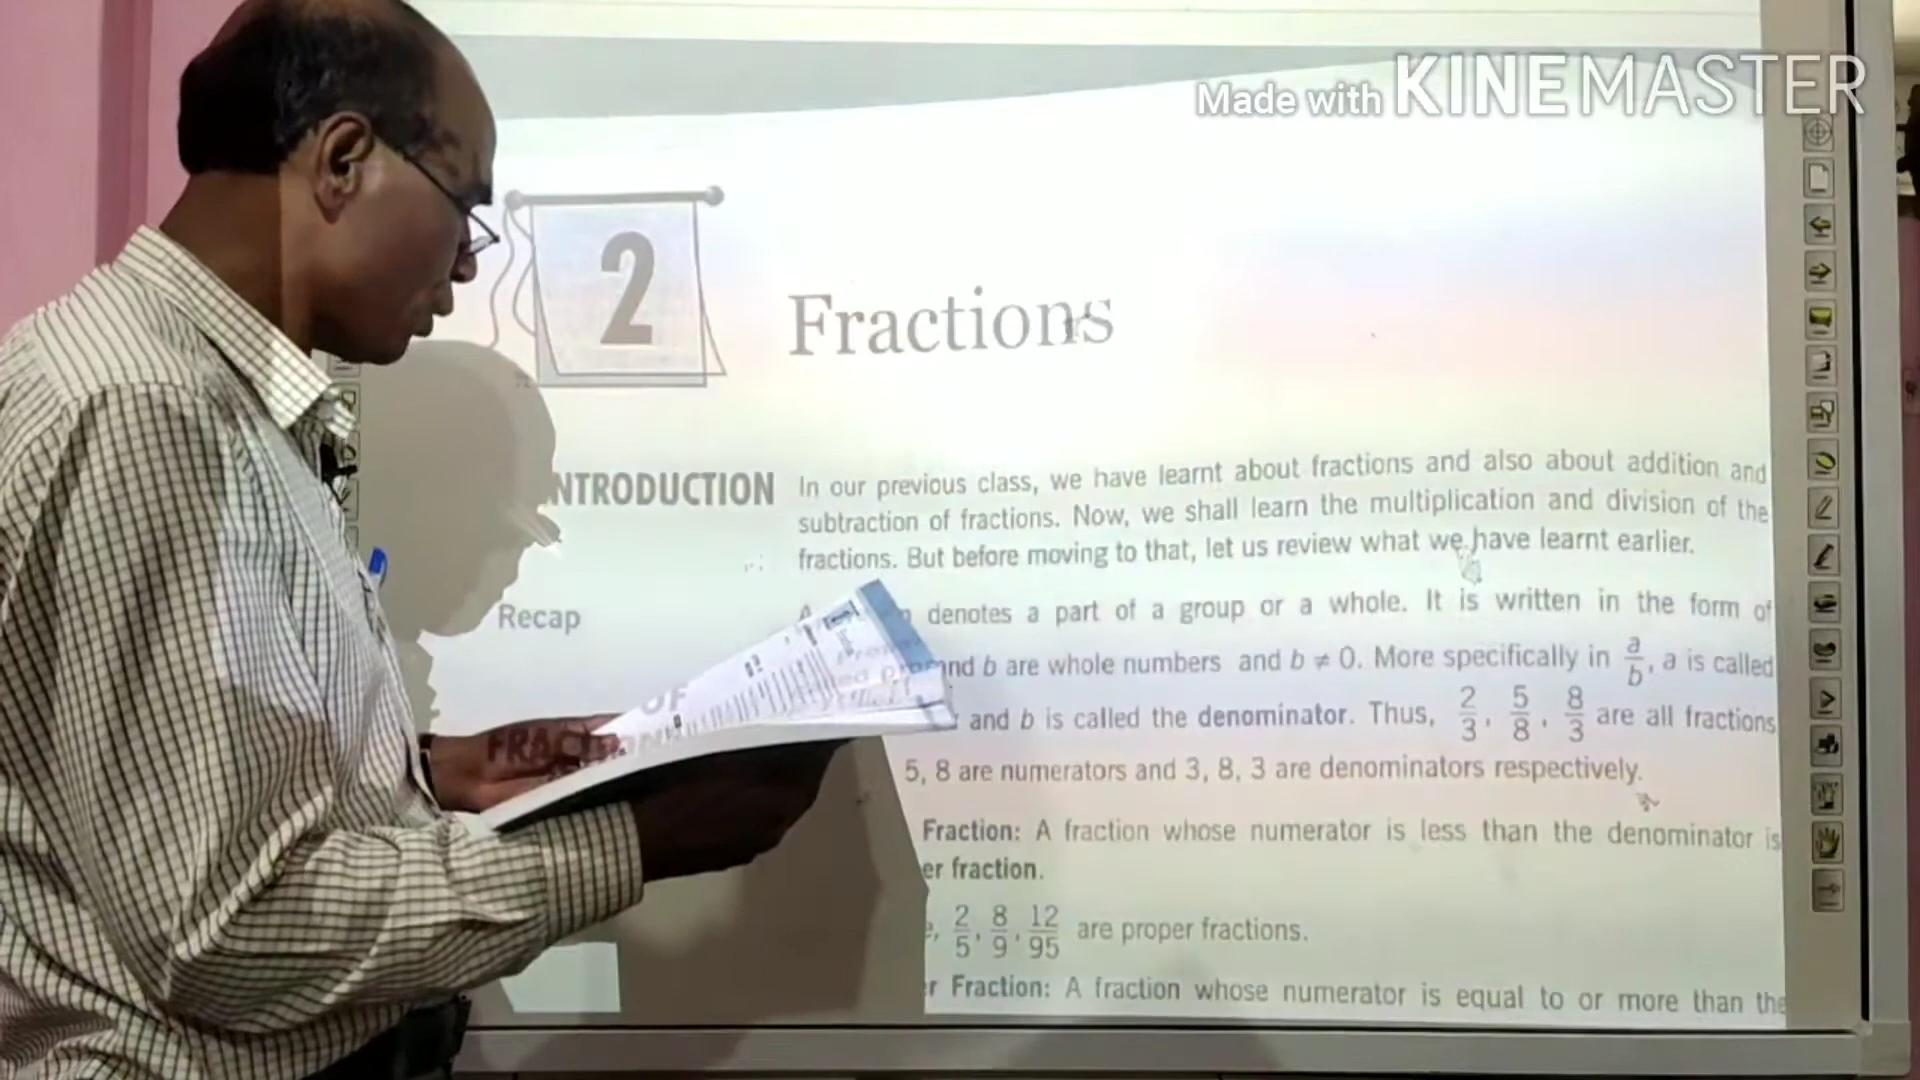 Made with KINEMASTER
2
Fractions
NTRODUCTION
In our previous class, we have learnt about fractions and also about addition and
subtraction of fractions. Now, we shall learn the multiplication and division of the
fractions. But before moving to that, let us review what we have learnt earlier.
Recap
denotes a part of a group or a whole. It is written in the form of
and b are whole numbers and b ≠ 0. More specifically in a/b, a is called
and b is called the denominator. Thus, 2/3, 5/8, 8/3 are all fractions
5, 8 are numerators and 3, 8, 3 are denominators respectively.
Fraction: A fraction whose numerator is less than the denominator is
er fraction.
2/5, 8/9, 12/95 are proper fractions.
r Fraction: A fraction whose numerator is equal to or more than the
OF